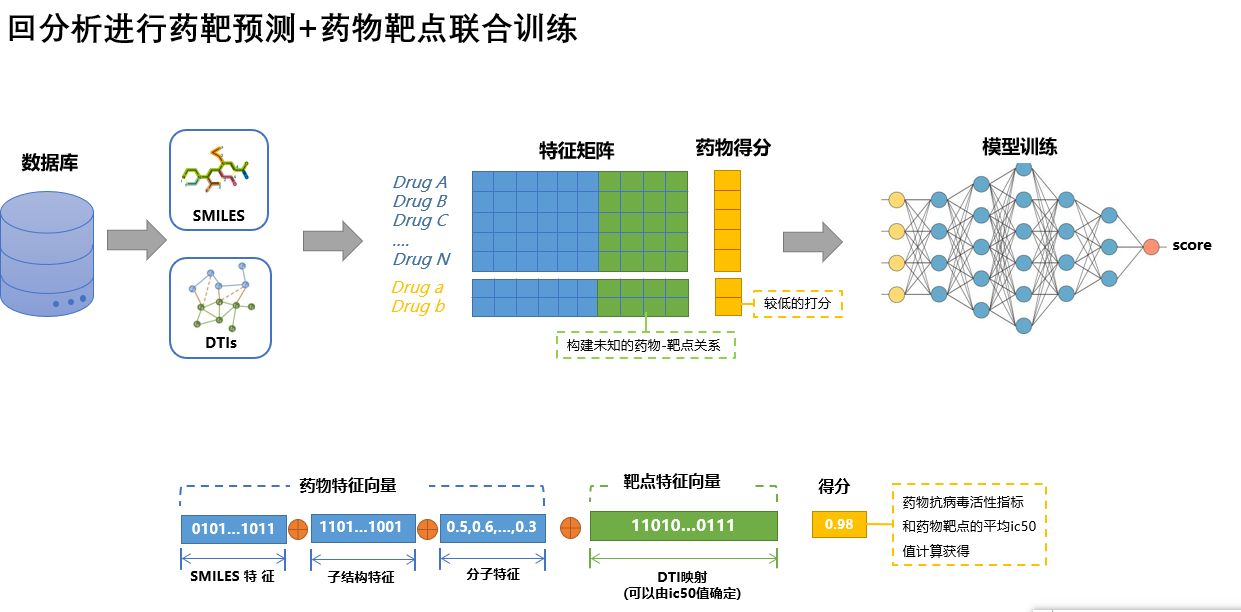 回分析进行药靶预测+药物靶点联合训练
数据库
SMILES
DTIs
特征矩阵
药物得分
Drug A
Drug B
Drug C
....
Drug N
Drug a
Drug b
较低的打分
构建未知的药物-靶点关系
模型训练
score
药物特征向量
靶点特征向量
得分
0101...1011
1101...1001
0.5,0.6,...,0.3
11010...0111
0.98
SMILES 特 征
子结构特征
分子特征
DTI映射
(可以由ic50值确定)
药物抗病毒活性指标
和药物靶点的平均ic50
值计算获得